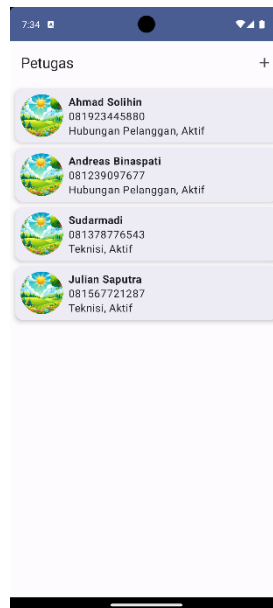 7:34
Petugas +
Ahmad Solihin
081923445880
Hubungan Pelanggan, Aktif
Andreas Binaspati
081239097677
Hubungan Pelanggan, Aktif
Sudarmadi
081378776543
Teknisi, Aktif
Julian Saputra
081567721287
Teknisi, Aktif